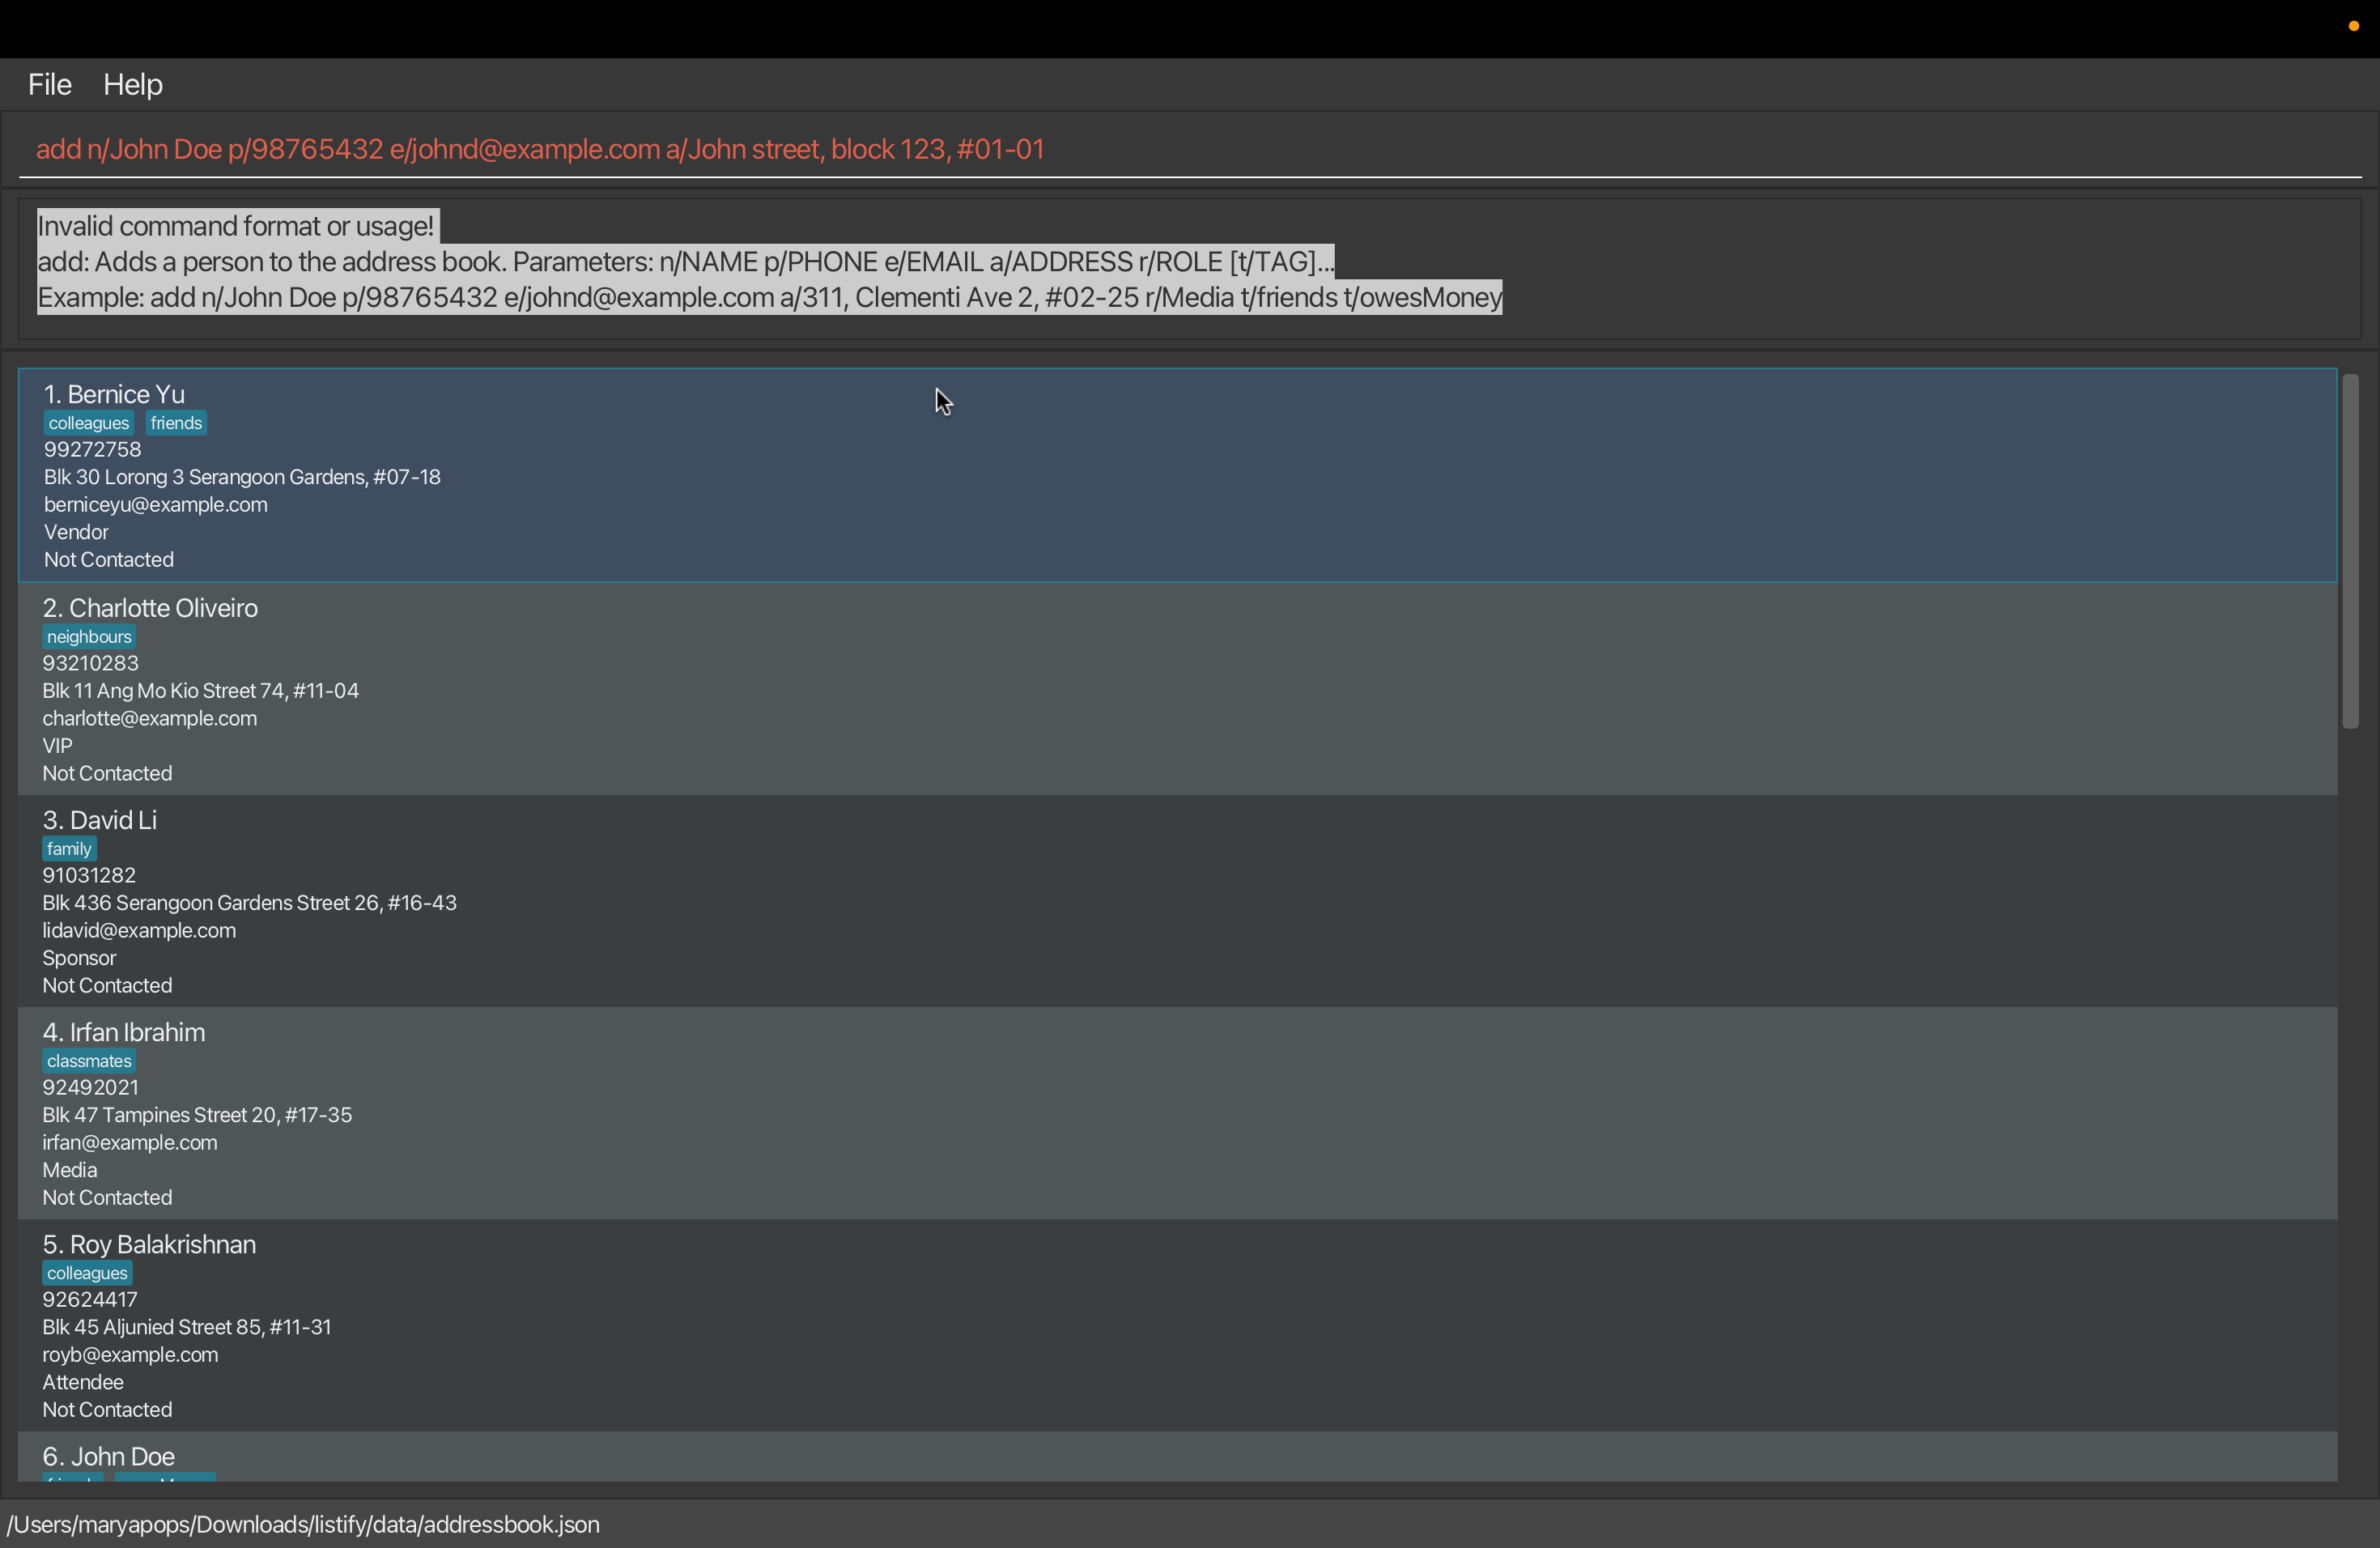 File Help
add n/John Doe p/98765432 e/johnd@example.com a/John street, block 123, #01-01
Invalid command format or usage!
add: Adds a person to the address book. Parameters: n/NAME p/PHONE e/EMAIL a/ADDRESS r/ROLE [t/TAG]...
Example: add n/John Doe p/98765432 e/johnd@example.com a/311, Clementi Ave 2, #02-25 r/Media t/friends t/owesMoney
1. Bernice Yu
colleagues friends
99272758
Blk 30 Lorong 3 Serangoon Gardens, #07-18
berniceyu@example.com
Vendor
Not Contacted
2. Charlotte Oliveiro
neighbours
93210283
Blk 11 Ang Mo Kio Street 74, #11-04
charlotte@example.com
VIP
Not Contacted
3. David Li
family
91031282
Blk 436 Serangoon Gardens Street 26, #16-43
lidavid@example.com
Sponsor
Not Contacted
4. Irfan Ibrahim
classmates
92492021
Blk 47 Tampines Street 20, #17-35
irfan@example.com
Media
Not Contacted
5. Roy Balakrishnan
colleagues
92624417
Blk 45 Aljunied Street 85, #11-31
royb@example.com
Attendee
Not Contacted
6. John Doe
/Users/maryapops/Downloads/listify/data/addressbook.json